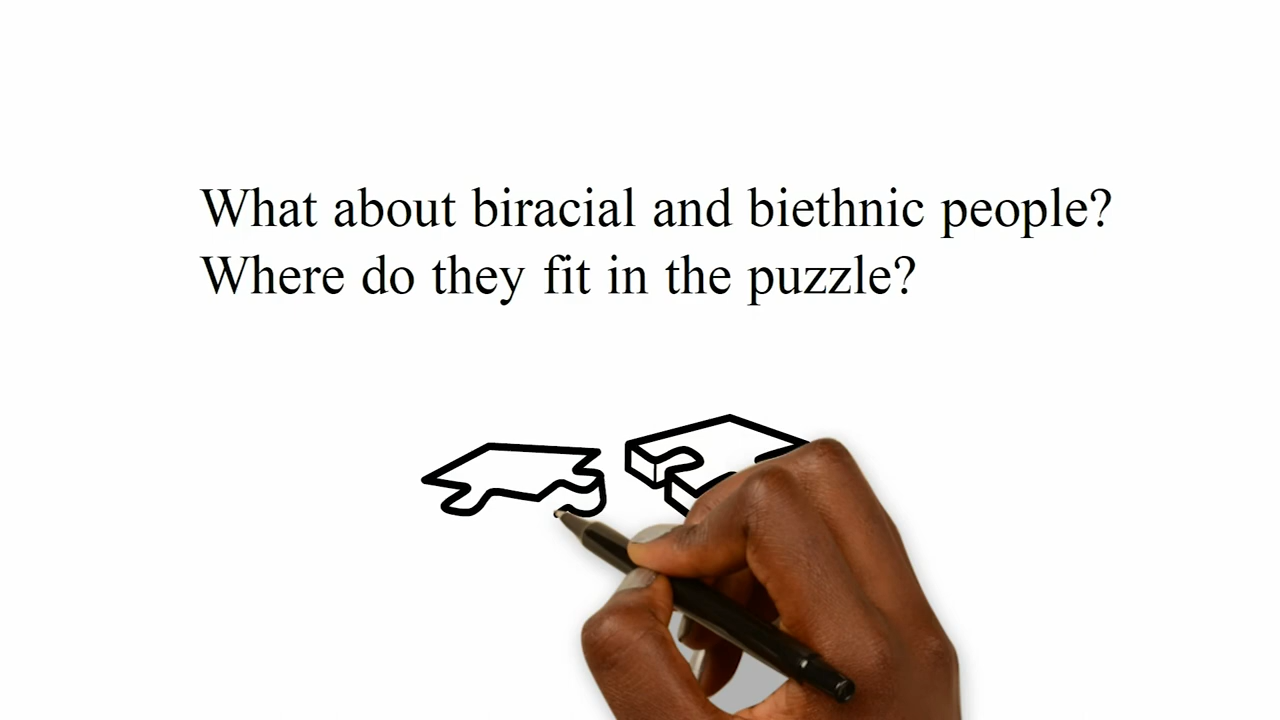 What about biracial and biethnic people?
Where do they fit in the puzzle?